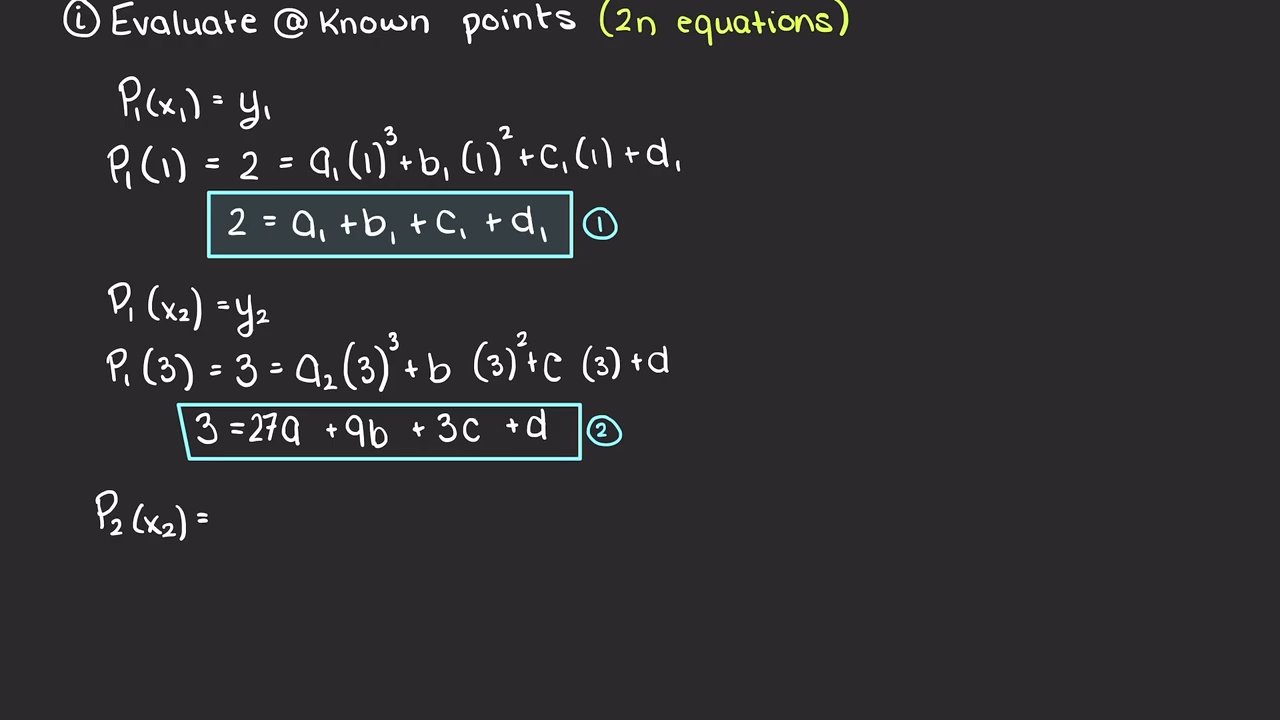 ⓘ Evaluate @ Known points (2n equations)
P₁(x₁) = y₁
P₁(1) = 2 = a₁(1)³ + b₁(1)² + c₁(1) + d₁
2 = a₁ + b₁ + c₁ + d₁ ①
P₁(x₂) = y₂
P₁(3) = 3 = a₂(3)³ + b (3)² + c (3) + d
3 = 27a + 9b + 3c + d ②
P₂(x₂) =